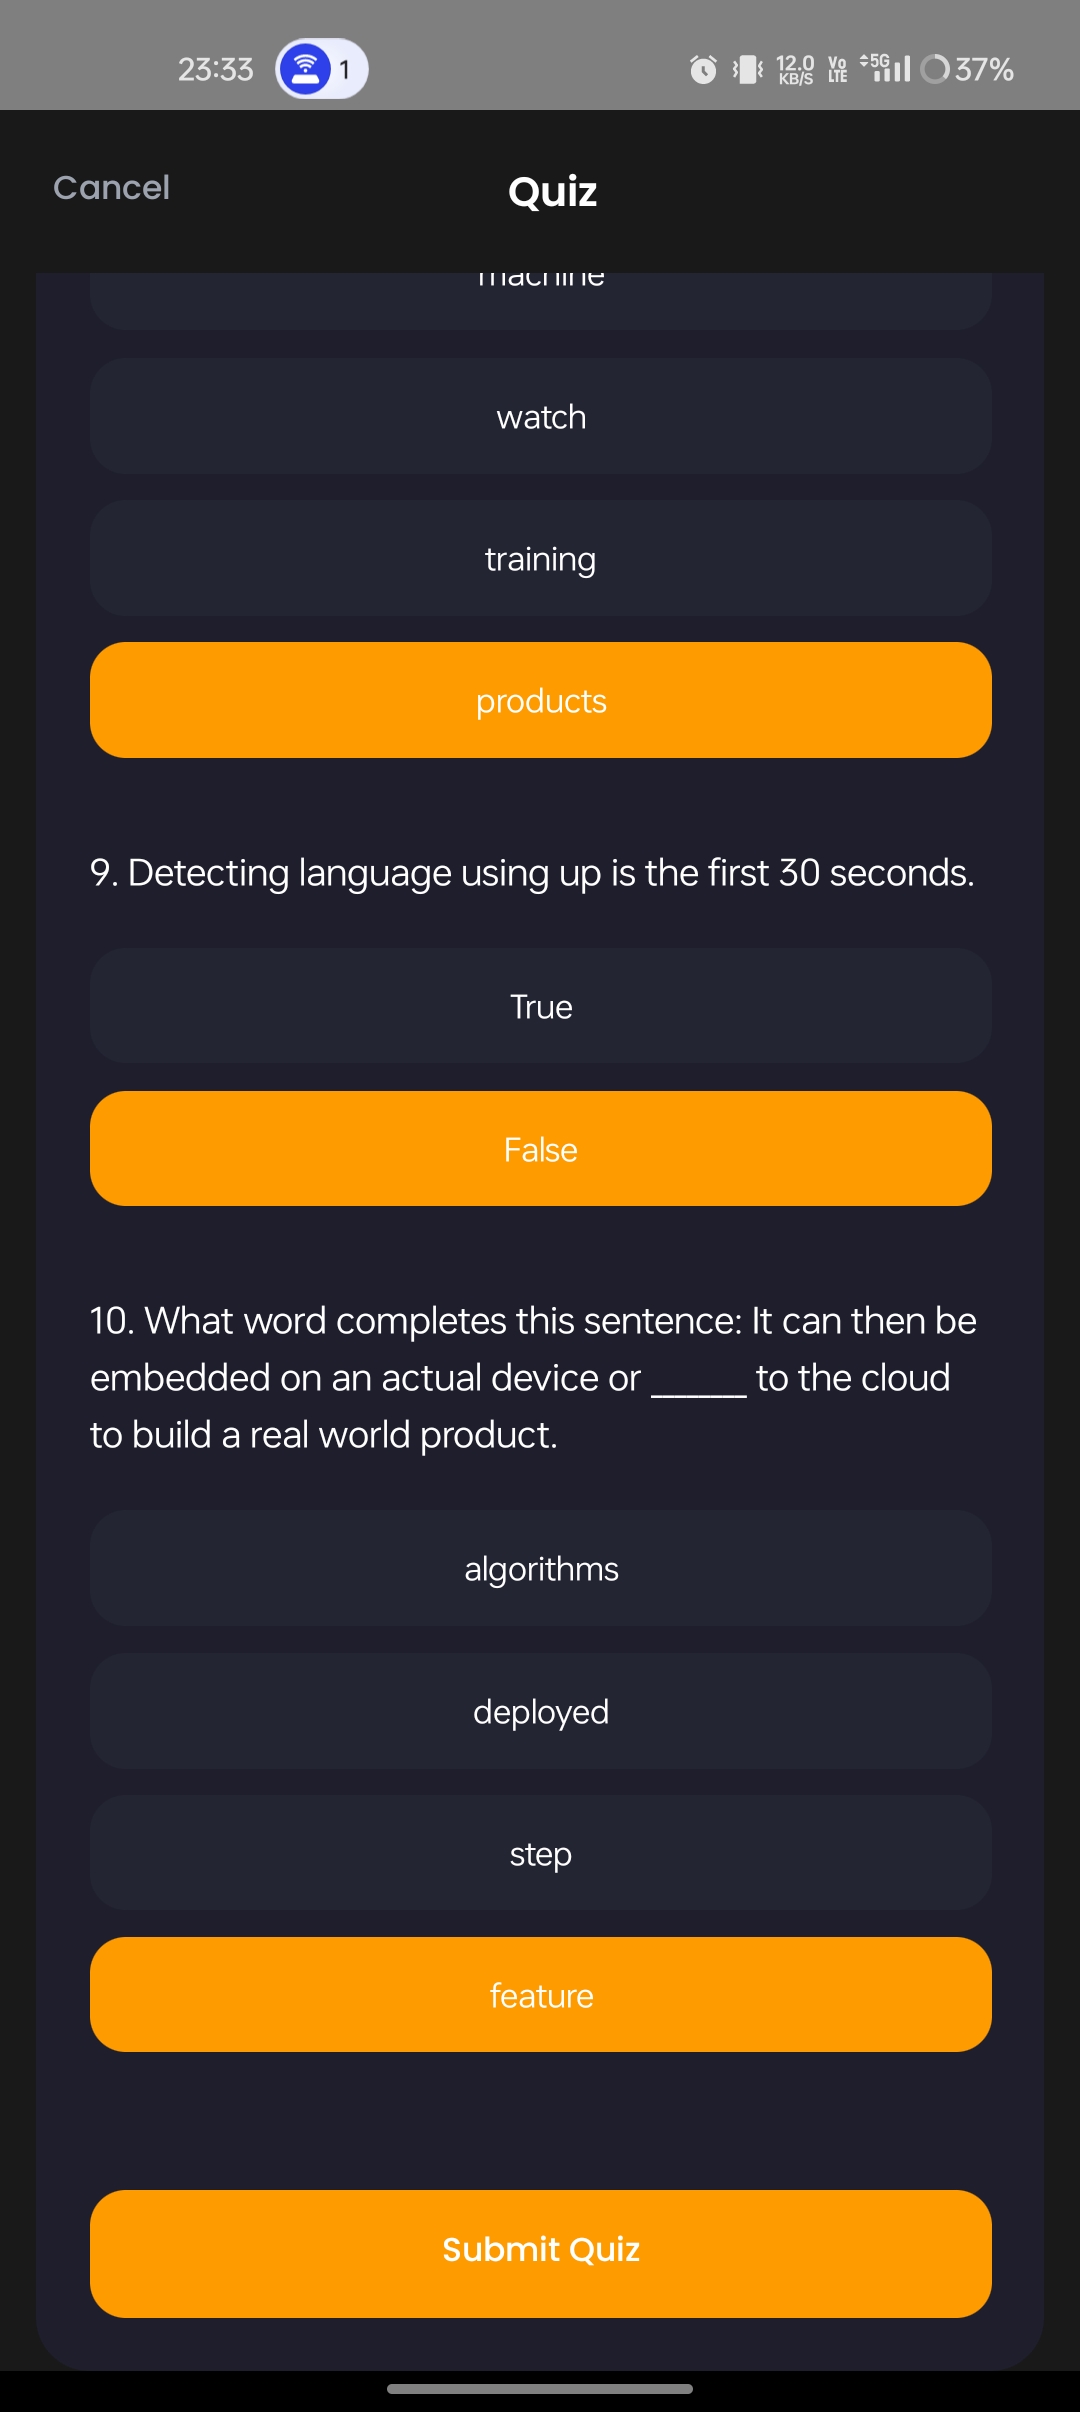 23:33
1
12.0
KB/S
Vo
LTE
5G
37%
Cancel
Quiz
machine
watch
training
products
9. Detecting language using up is the first 30 seconds.
True
False
10. What word completes this sentence: It can then be
embedded on an actual device or ________ to the cloud
to build a real world product.
algorithms
deployed
step
feature
Submit Quiz